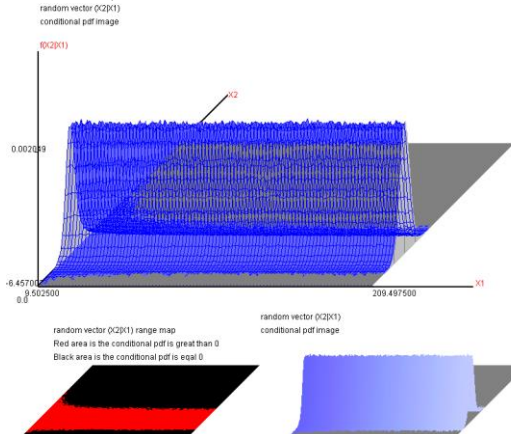 random vector (X2|X1)
conditional pdf image
f(X2|X1)
X2
0.002049
-6.45700
9.502500
209.497500
X1
0.0
random vector (X2|X1) range map
Red area is the conditional pdf is great than 0
Black area is the conditional pdf is eqal 0
random vector (X2|X1)
conditional pdf image